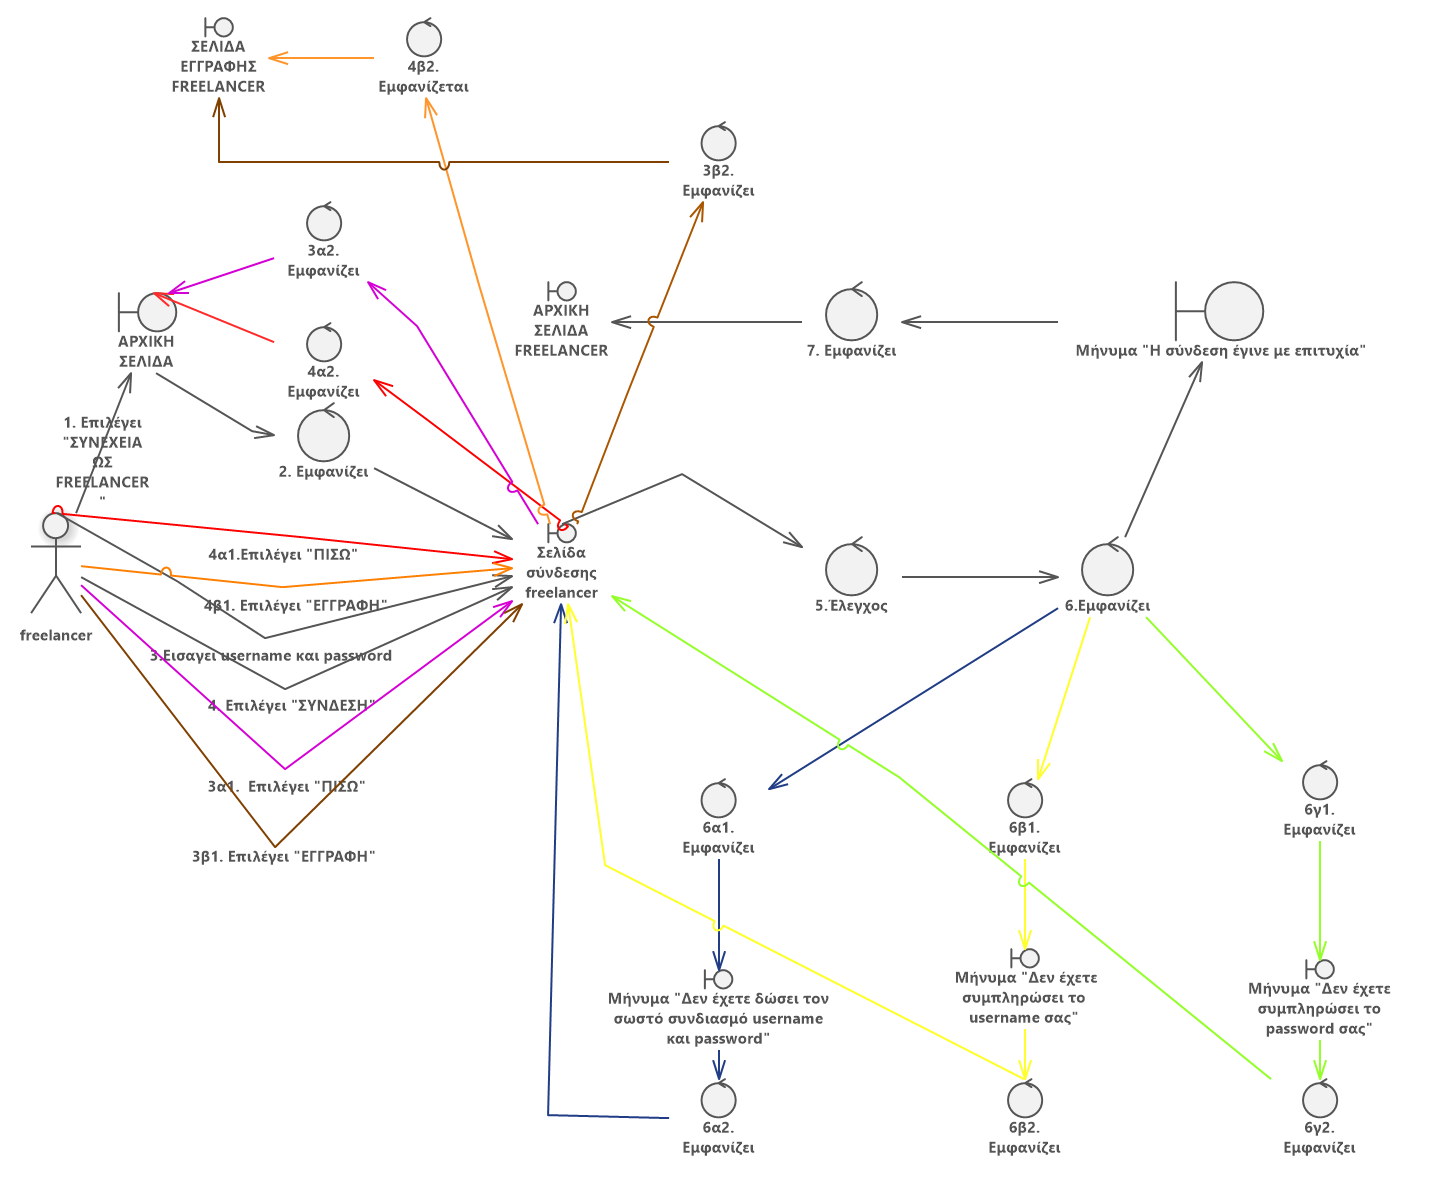 ΣΕΛΙΔΑ
ΕΓΓΡΑΦΗΣ
FREELANCER
4β2.
Εμφανίζεται
3β2.
Εμφανίζει
3α2.
Εμφανίζει
ΑΡΧΙΚΗ
ΣΕΛΙΔΑ
4α2.
Εμφανίζει
ΑΡΧΙΚΗ
ΣΕΛΙΔΑ
FREELANCER
7. Εμφανίζει
Μήνυμα "Η σύνδεση έγινε με επιτυχία"
1. Επιλέγει
"ΣΥΝΕΧΕΙΑ
ΩΣ
FREELANCER
"
2. Εμφανίζει
4α1.Επιλέγει "ΠΙΣΩ"
Σελίδα
σύνδεσης
freelancer
4β1. Επιλέγει "ΕΓΓΡΑΦΗ"
5.Έλεγχος
6.Εμφανίζει
freelancer
3.Εισαγει username και password
4. Επιλέγει "ΣΥΝΔΕΣΗ"
3α1.  Επιλέγει "ΠΙΣΩ"
3β1. Επιλέγει "ΕΓΓΡΑΦΗ"
6α1.
Εμφανίζει
6β1.
Εμφανίζει
6γ1.
Εμφανίζει
Μήνυμα "Δεν έχετε δώσει τον
σωστό συνδιασμό username
και password"
Μήνυμα "Δεν έχετε
συμπληρώσει το
username σας"
Μήνυμα "Δεν έχετε
συμπληρώσει το
password σας"
6α2.
Εμφανίζει
6β2.
Εμφανίζει
6γ2.
Εμφανίζει